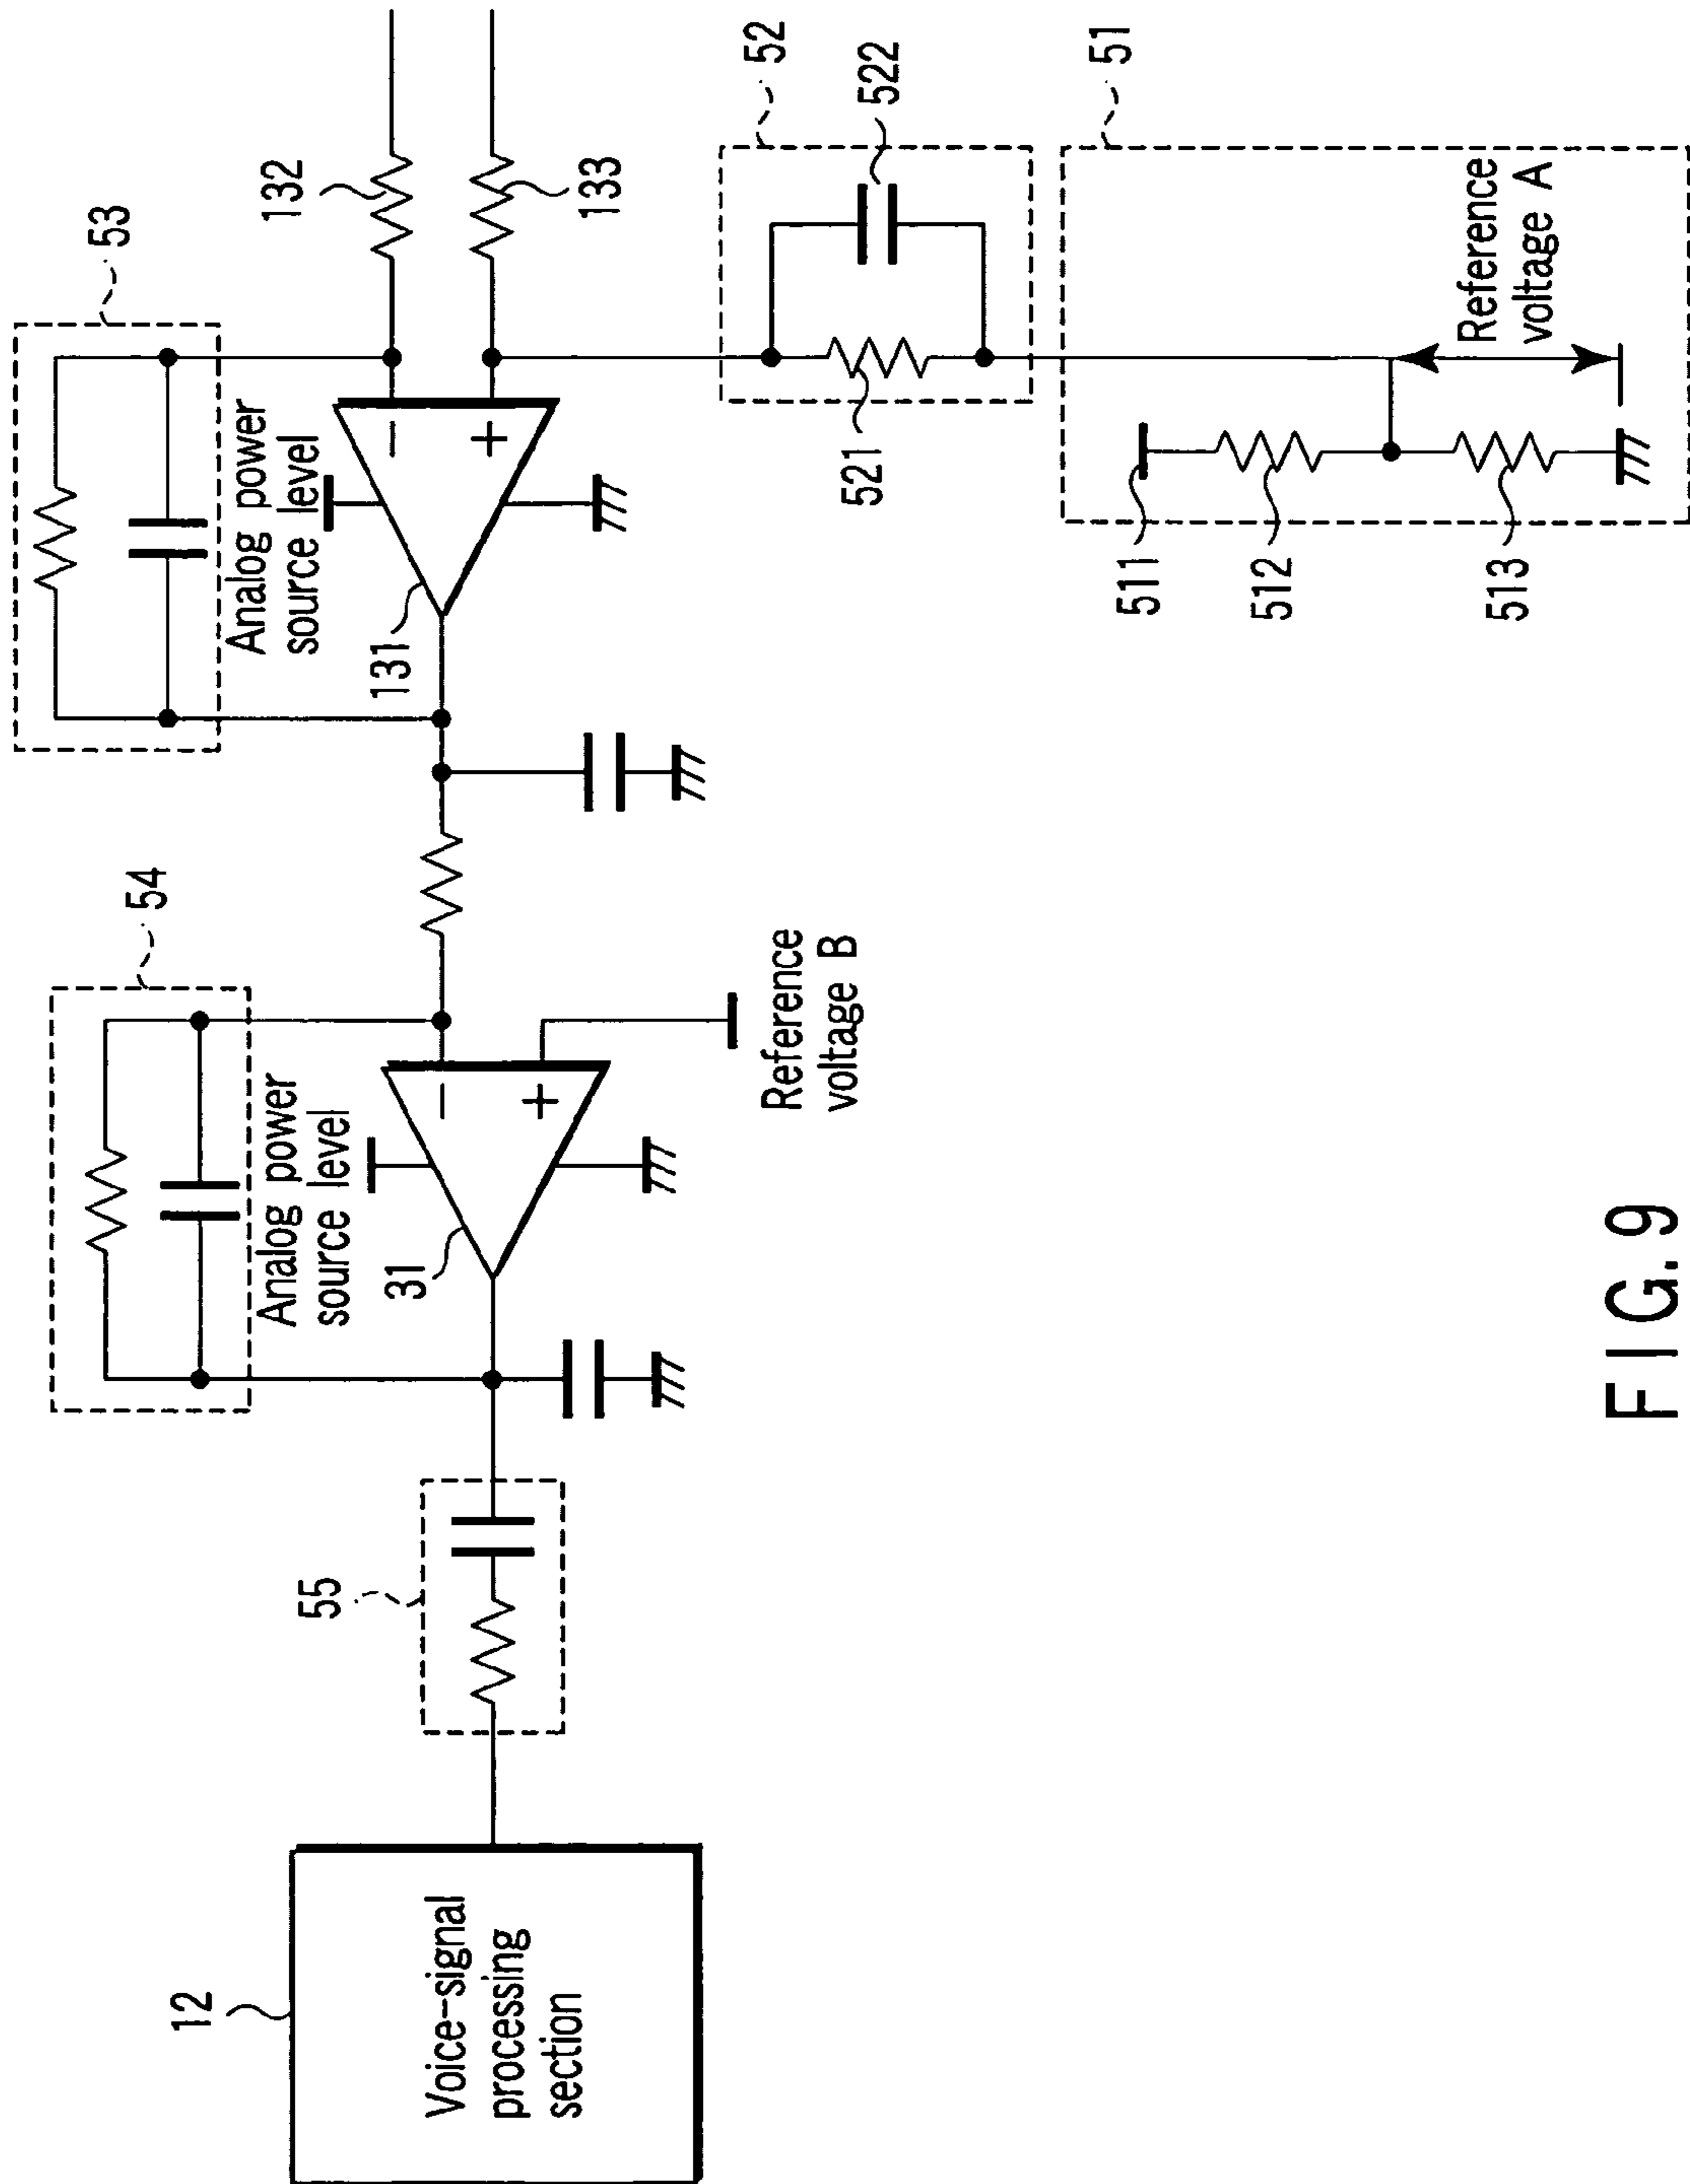 12
Voice-signal
processing
section
55
54
Analog power
source level
31
Reference
voltage B
53
Analog power
source level
131
132
133
52
522
521
51
511
512
513
Reference
voltage A
FIG. 9